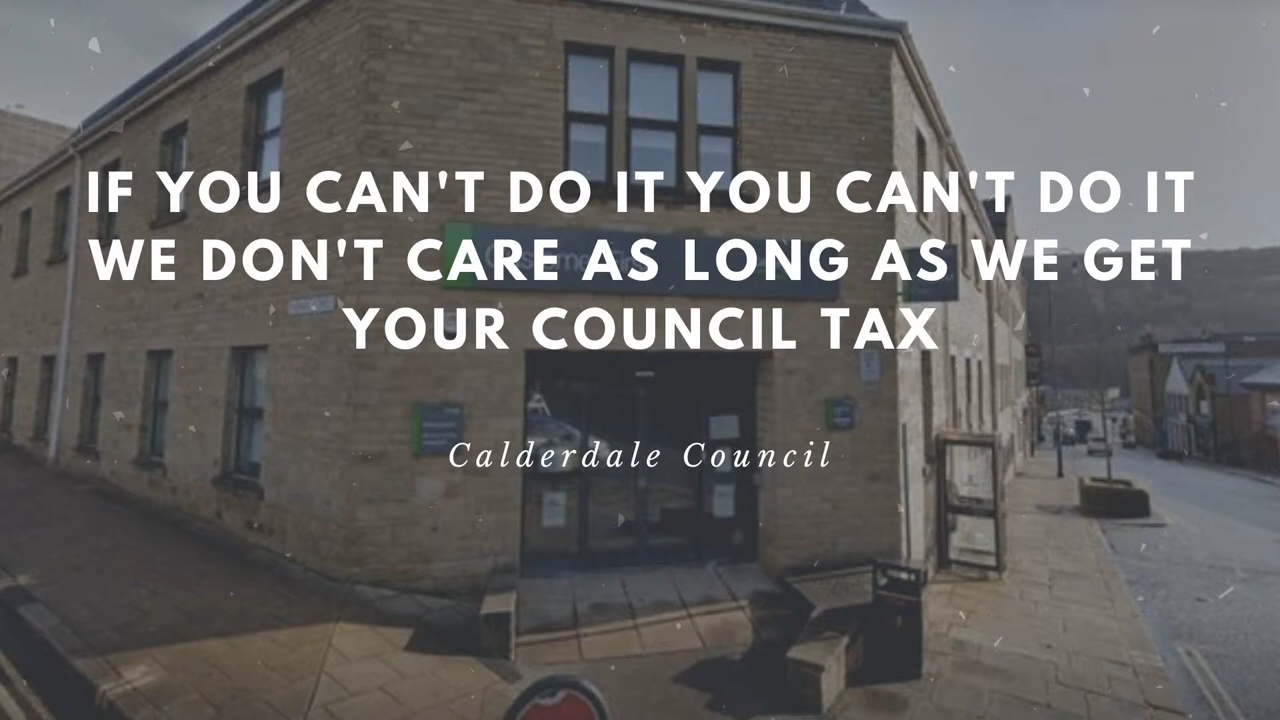 IF YOU CAN'T DO IT YOU CAN'T DO IT
WE DON'T CARE AS LONG AS WE GET
YOUR COUNCIL TAX
Calderdale Council